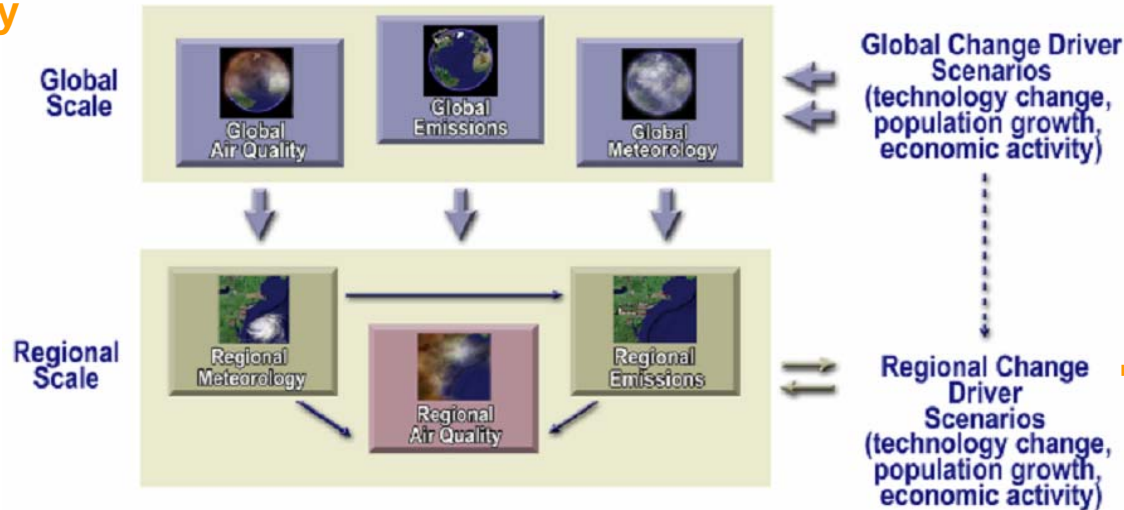 y
Global
Scale
Global
Air Quality
Global
Emissions
Global
Meteorology
Global Change Driver
Scenarios
(technology change,
population growth,
economic activity)
Regional
Scale
Regional
Meteorology
Regional
Air Quality
Regional
Emissions
Regional Change
Driver
Scenarios
(technology change,
population growth,
economic activity)